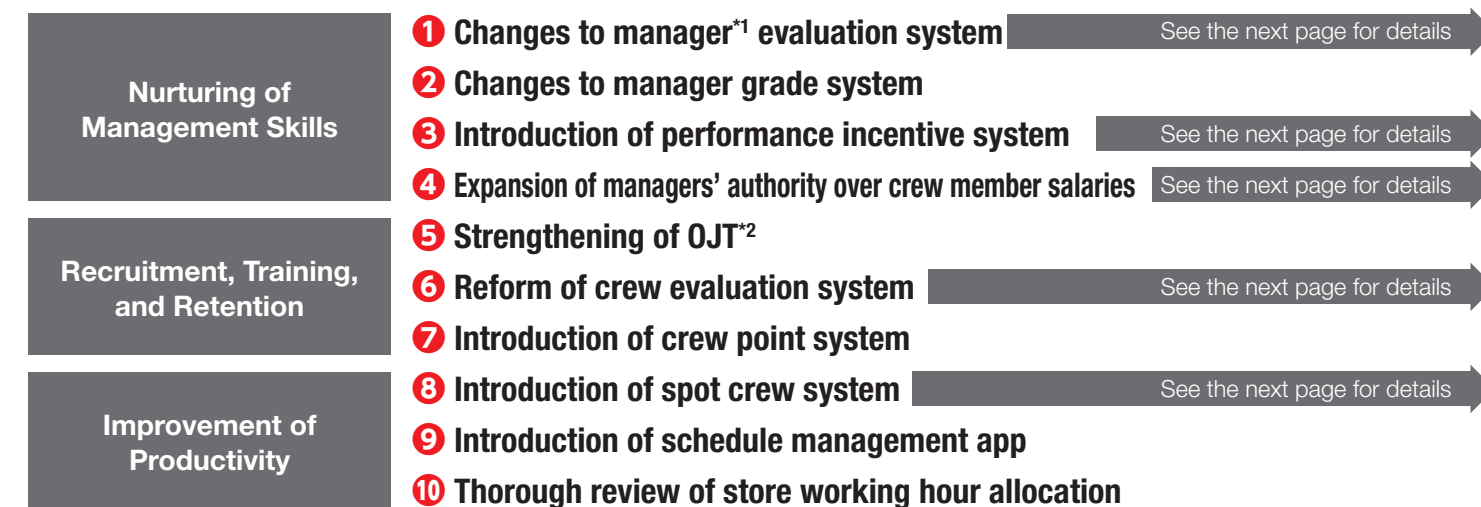 Nurturing of
Management Skills
❶ Changes to manager*1 evaluation system See the next page for details
❷ Changes to manager grade system
❸ Introduction of performance incentive system See the next page for details
❹ Expansion of managers’ authority over crew member salaries See the next page for details
Recruitment, Training,
and Retention
❺ Strengthening of OJT*2
❻ Reform of crew evaluation system See the next page for details
❼ Introduction of crew point system
Improvement of
Productivity
❽ Introduction of spot crew system See the next page for details
❾ Introduction of schedule management app
❿ Thorough review of store working hour allocation